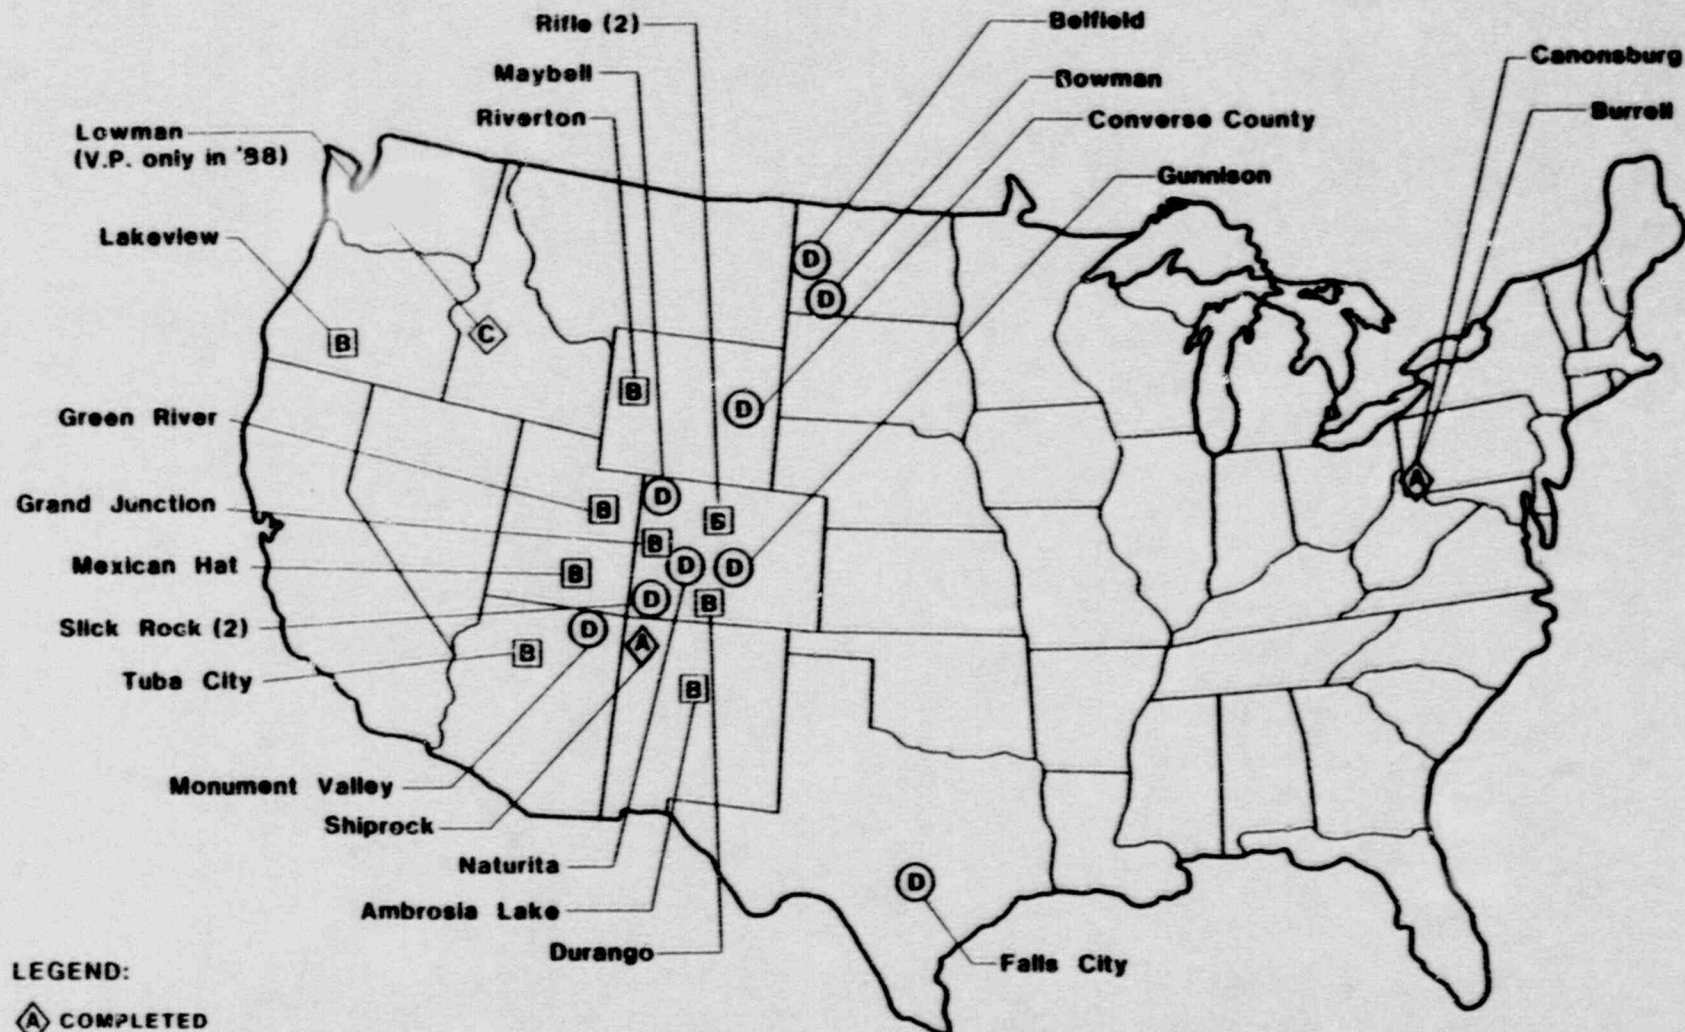 Rifle (2)
Belfield
Canonsburg
Maybell
Bowman
Burrell
Riverton
Converse County
Lowman
(V.P. only in '88)
Gunnison
Lakeview
D
D
C
B
B
D
Green River
A
D
Grand Junction
B
B
Mexican Hat
B
D
D
D
B
Slick Rock (2)
D
B
A
Tuba City
B
Monument Valley
Shiprock
Naturita
D
Ambrosia Lake
Durango
Falls City
LEGEND:
A COMPLETED